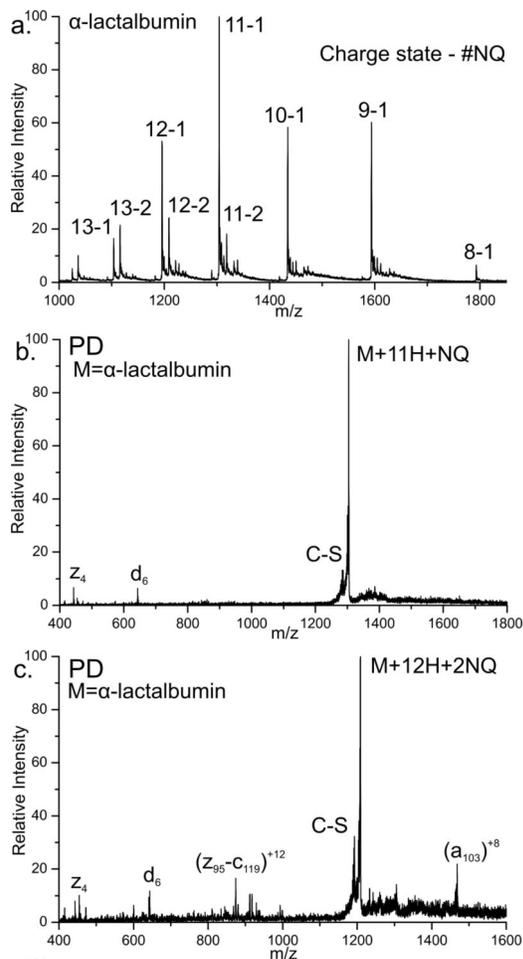 a.
α-lactalbumin
Charge state - #NQ
11-1
13-1
13-2
12-1
12-2
11-2
10-1
9-1
8-1
Relative Intensity
100
80
60
40
20
0
1000 1200 1400 1600 1800
m/z
b.
PD
M=α-lactalbumin
M+11H+NQ
C-S
z4
d6
Relative Intensity
100
80
60
40
20
0
400 600 800 1000 1200 1400 1600 1800
m/z
c.
PD
M=α-lactalbumin
M+12H+2NQ
C-S
z4
d6
(z95-c119)+12
(a103)+8
Relative Intensity
100
80
60
40
20
0
400 600 800 1000 1200 1400 1600
m/z